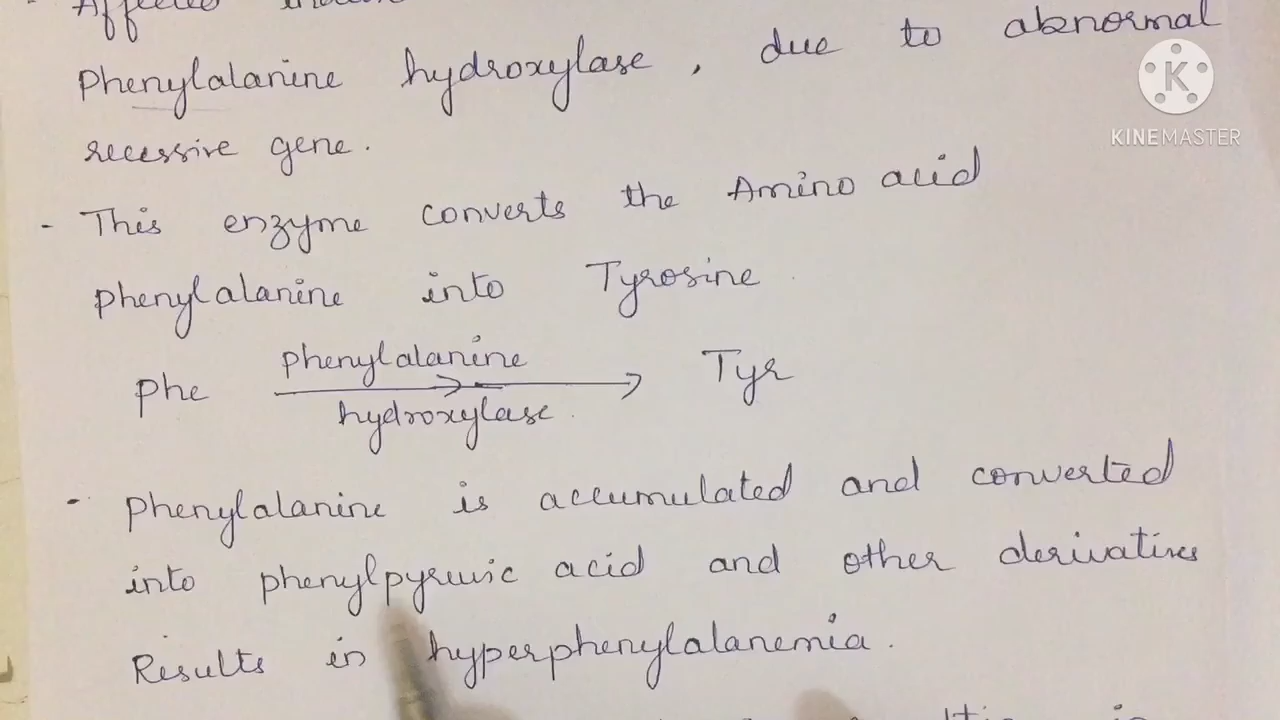 - Affected
Phenylalanine hydroxylase, due to abnormal
recessive gene.
- This enzyme converts the Amino acid
phenylalanine into Tyrosine
phe phenylalanine hydroxylase. Tyr
- phenylalanine is accumulated and converted
into phenylpyruvic acid and other derivatives
Results in hyperphenylalanemia.
K
KINEMASTER